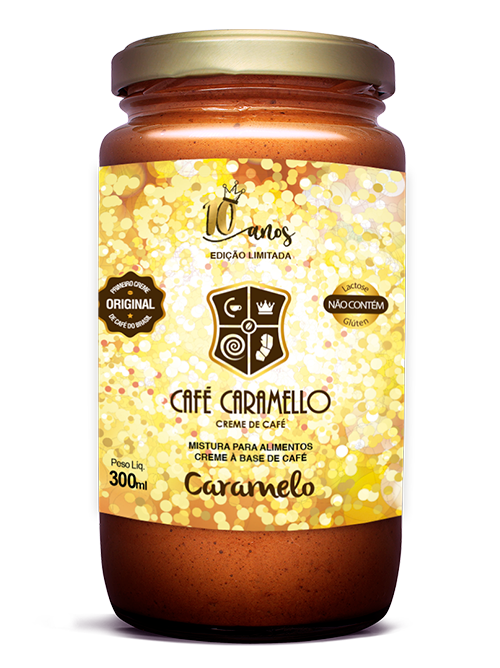 10 anos
EDIÇÃO LIMITADA
PRIMEIRO CREME
ORIGINAL
DE CAFÉ DO BRASIL
Lactose
NÃO CONTÉM
Glúten
CAFÉ CARAMELLO
CREME DE CAFÉ
MISTURA PARA ALIMENTOS
CREME À BASE DE CAFÉ
Peso Liq.
300ml
Caramelo